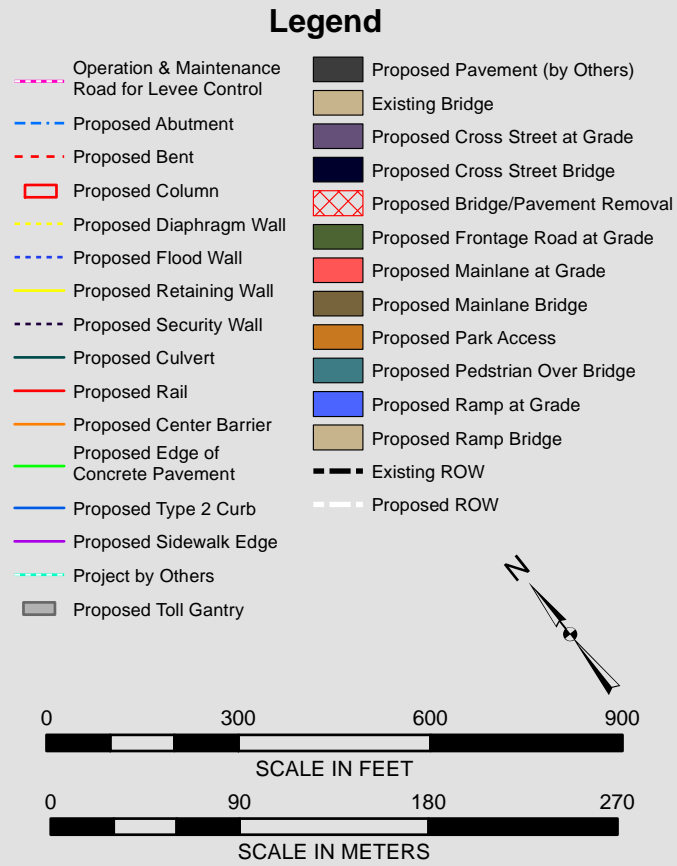 Legend
Operation & Maintenance
Road for Levee Control
Proposed Abutment
Proposed Bent
Proposed Column
Proposed Diaphragm Wall
Proposed Flood Wall
Proposed Retaining Wall
Proposed Security Wall
Proposed Culvert
Proposed Rail
Proposed Center Barrier
Proposed Edge of
Concrete Pavement
Proposed Type 2 Curb
Proposed Sidewalk Edge
Project by Others
Proposed Toll Gantry
Proposed Pavement (by Others)
Existing Bridge
Proposed Cross Street at Grade
Proposed Cross Street Bridge
Proposed Bridge/Pavement Removal
Proposed Frontage Road at Grade
Proposed Mainlane at Grade
Proposed Mainlane Bridge
Proposed Park Access
Proposed Pedstrian Over Bridge
Proposed Ramp at Grade
Proposed Ramp Bridge
Existing ROW
Proposed ROW
N
0 300 600 900
SCALE IN FEET
0 90 180 270
SCALE IN METERS